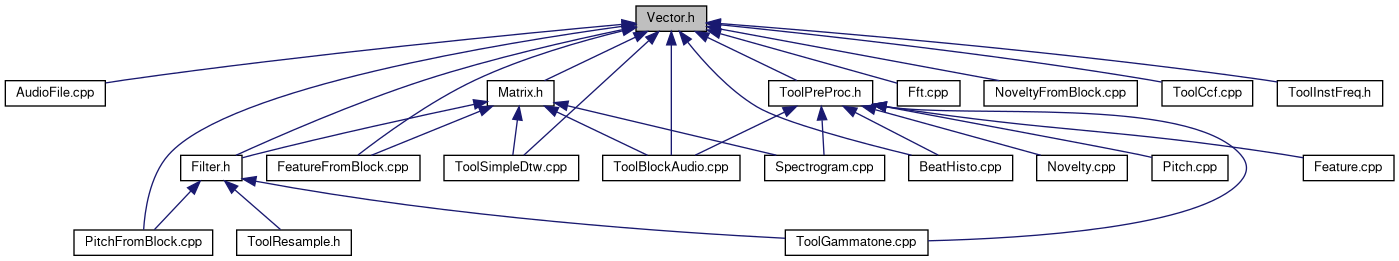 Vector.h
AudioFile.cpp
Matrix.h
ToolPreProc.h
Fft.cpp
NoveltyFromBlock.cpp
ToolCcf.cpp
ToolInstFreq.h
Filter.h
FeatureFromBlock.cpp
ToolSimpleDtw.cpp
ToolBlockAudio.cpp
Spectrogram.cpp
BeatHisto.cpp
Novelty.cpp
Pitch.cpp
Feature.cpp
PitchFromBlock.cpp
ToolResample.h
ToolGammatone.cpp